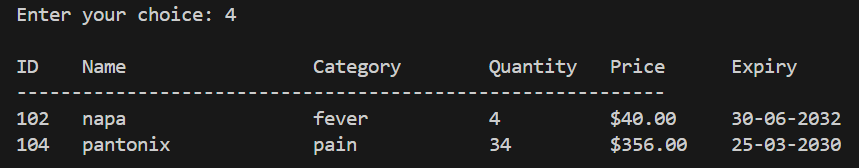 Enter your choice: 4
ID    Name                 Category        Quantity   Price      Expiry
-----------------------------------------------------------
102   napa                 fever           4          $40.00     30-06-2032
104   pantonix             pain            34         $356.00    25-03-2030